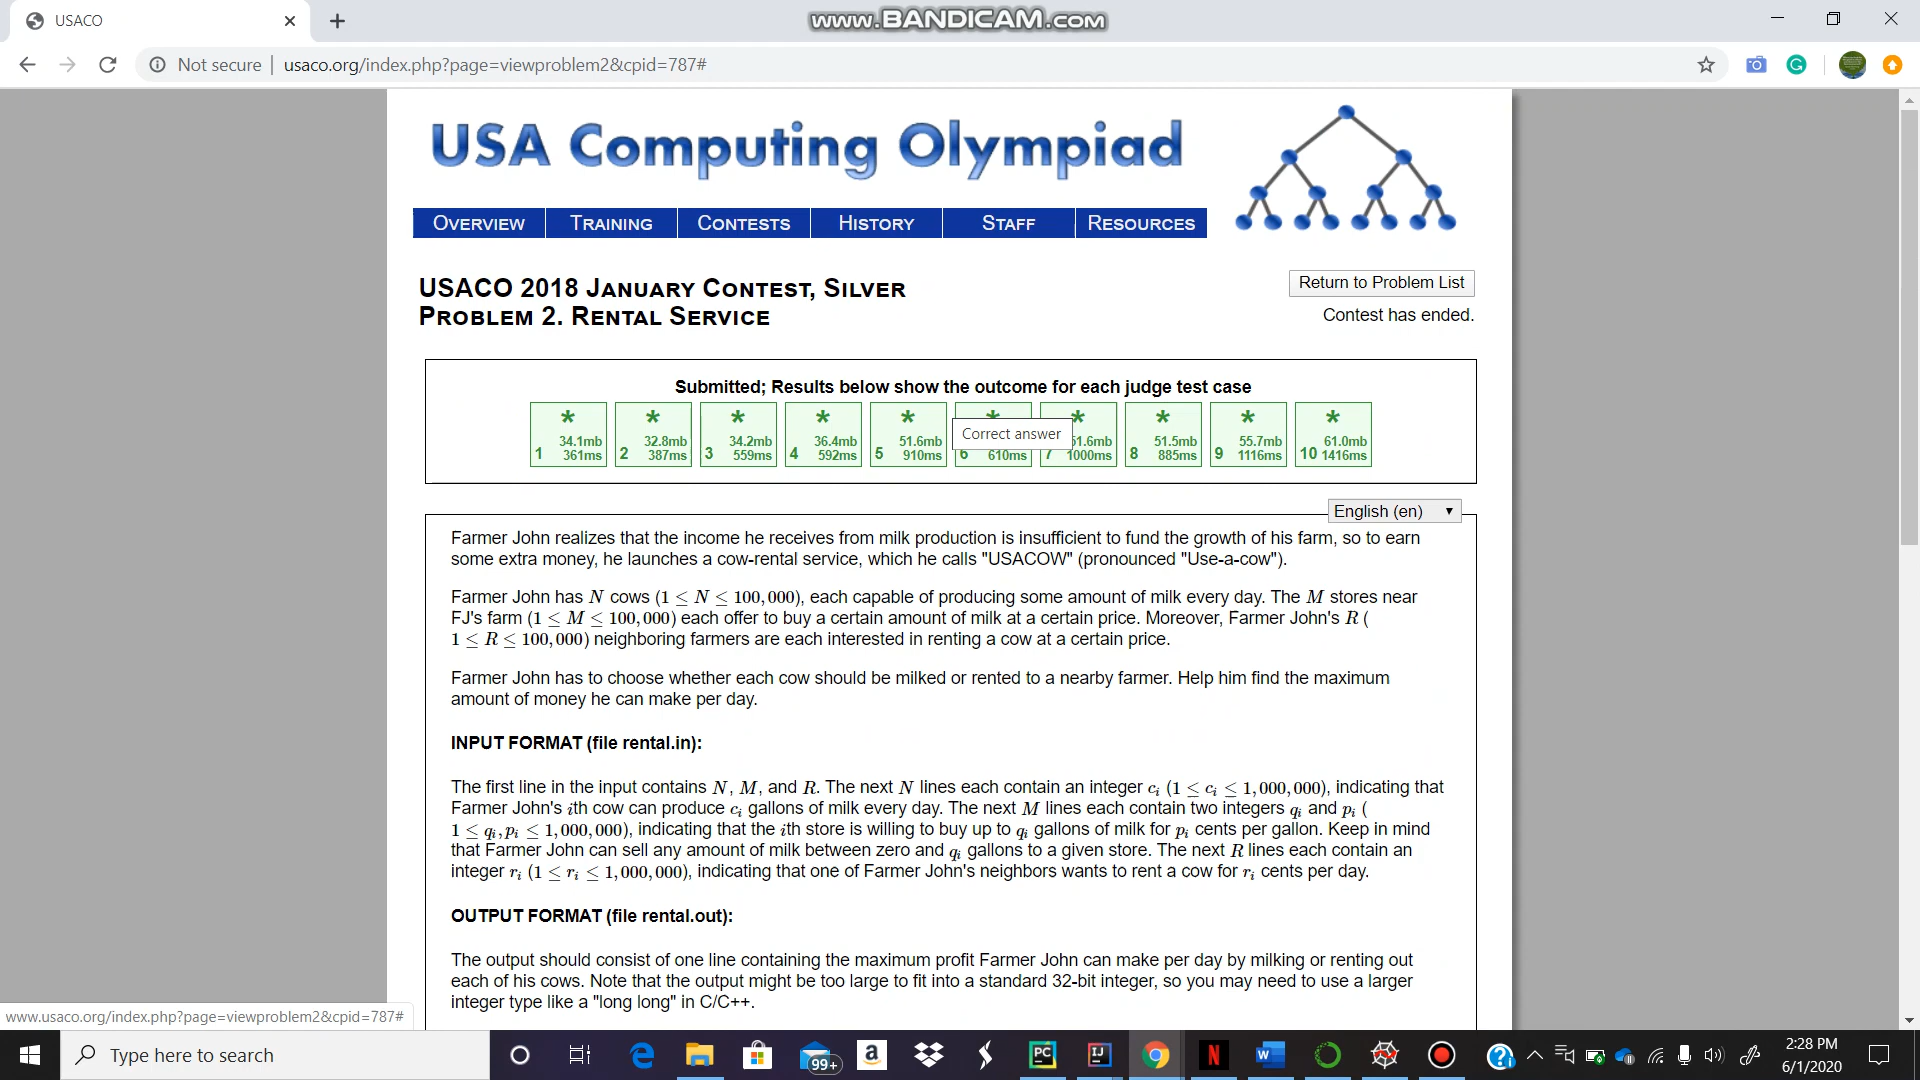 USACO
www.BANDICAM.com
Not secure | usaco.org/index.php?page=viewproblem2&cpid=787#
USA Computing Olympiad
OVERVIEW TRAINING CONTESTS HISTORY STAFF RESOURCES
USACO 2018 JANUARY CONTEST, SILVER
PROBLEM 2. RENTAL SERVICE
Return to Problem List
Contest has ended.
Submitted; Results below show the outcome for each judge test case
* * * * * * * * *
34.1mb 32.8mb 34.2mb 36.4mb 51.6mb Correct answer 51.6mb 51.5mb 55.7mb 61.0mb
1 361ms 2 387ms 3 559ms 4 592ms 5 910ms 6 610ms 7 1000ms 8 885ms 9 1116ms 10 1416ms
English (en)
Farmer John realizes that the income he receives from milk production is insufficient to fund the growth of his farm, so to earn
some extra money, he launches a cow-rental service, which he calls "USACOW" (pronounced "Use-a-cow").
Farmer John has N cows (1 ≤ N ≤ 100,000), each capable of producing some amount of milk every day. The M stores near
FJ's farm (1 ≤ M ≤ 100,000) each offer to buy a certain amount of milk at a certain price. Moreover, Farmer John's R (
1 ≤ R ≤ 100,000) neighboring farmers are each interested in renting a cow at a certain price.
Farmer John has to choose whether each cow should be milked or rented to a nearby farmer. Help him find the maximum
amount of money he can make per day.
INPUT FORMAT (file rental.in):
The first line in the input contains N, M, and R. The next N lines each contain an integer cᵢ (1 ≤ cᵢ ≤ 1,000,000), indicating that
Farmer John's ith cow can produce cᵢ gallons of milk every day. The next M lines each contain two integers qᵢ and pᵢ (
1 ≤ qᵢ, pᵢ ≤ 1,000,000), indicating that the ith store is willing to buy up to qᵢ gallons of milk for pᵢ cents per gallon. Keep in mind
that Farmer John can sell any amount of milk between zero and qᵢ gallons to a given store. The next R lines each contain an
integer rᵢ (1 ≤ rᵢ ≤ 1,000,000), indicating that one of Farmer John's neighbors wants to rent a cow for rᵢ cents per day.
OUTPUT FORMAT (file rental.out):
The output should consist of one line containing the maximum profit Farmer John can make per day by milking or renting out
each of his cows. Note that the output might be too large to fit into a standard 32-bit integer, so you may need to use a larger
integer type like a "long long" in C/C++.
www.usaco.org/index.php?page=viewproblem2&cpid=787#
Type here to search
99+
PC
IJ
2:28 PM
6/1/2020